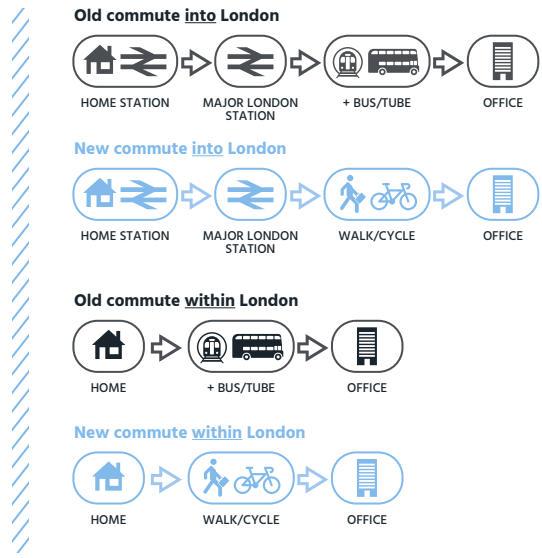 Old commute into London
HOME STATION
MAJOR LONDON
STATION
+ BUS/TUBE
OFFICE
New commute into London
HOME STATION
MAJOR LONDON
STATION
WALK/CYCLE
OFFICE
Old commute within London
HOME
+ BUS/TUBE
OFFICE
New commute within London
HOME
WALK/CYCLE
OFFICE